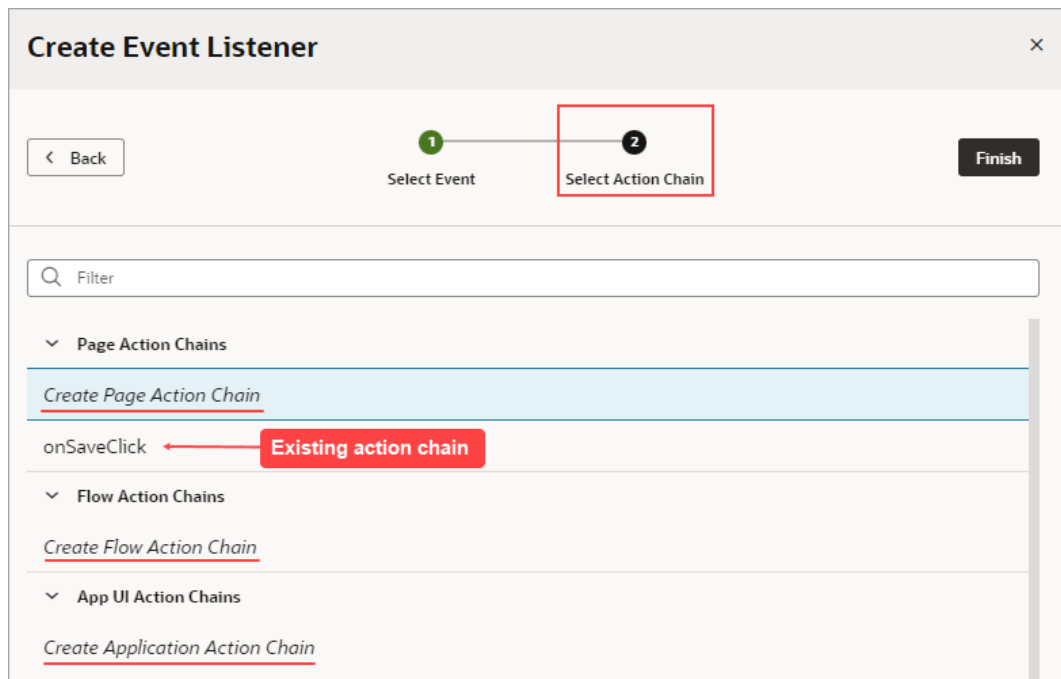 Create Event Listener
Back
1
2
Select Event
Select Action Chain
Finish
Filter
Page Action Chains
Create Page Action Chain
onSaveClick
Existing action chain
Flow Action Chains
Create Flow Action Chain
App UI Action Chains
Create Application Action Chain